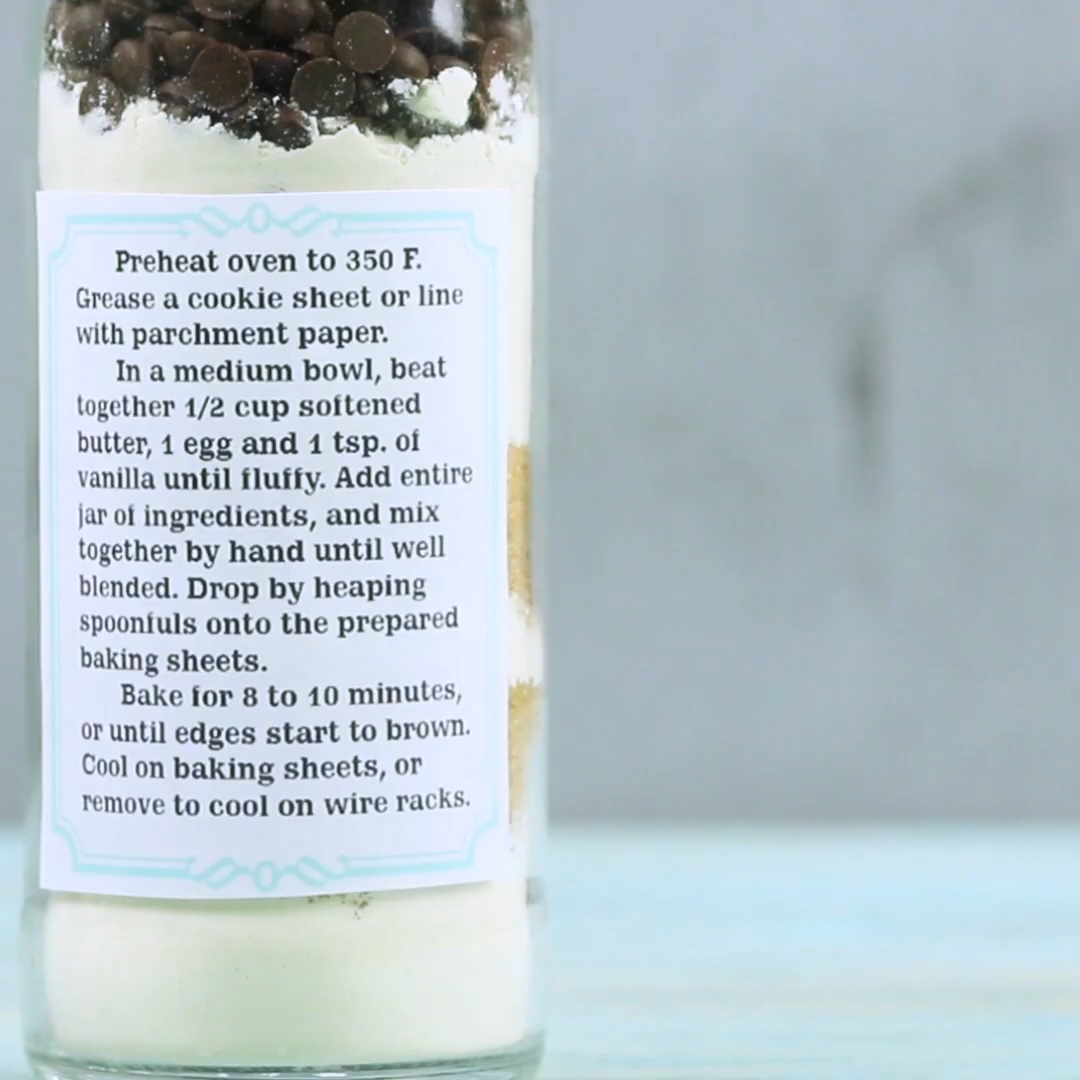 Preheat oven to 350 F.
Grease a cookie sheet or line
with parchment paper.
In a medium bowl, beat
together 1/2 cup softened
butter, 1 egg and 1 tsp. of
vanilla until fluffy. Add entire
jar of ingredients, and mix
together by hand until well
blended. Drop by heaping
spoonfuls onto the prepared
baking sheets.
Bake for 8 to 10 minutes,
or until edges start to brown.
Cool on baking sheets, or
remove to cool on wire racks.